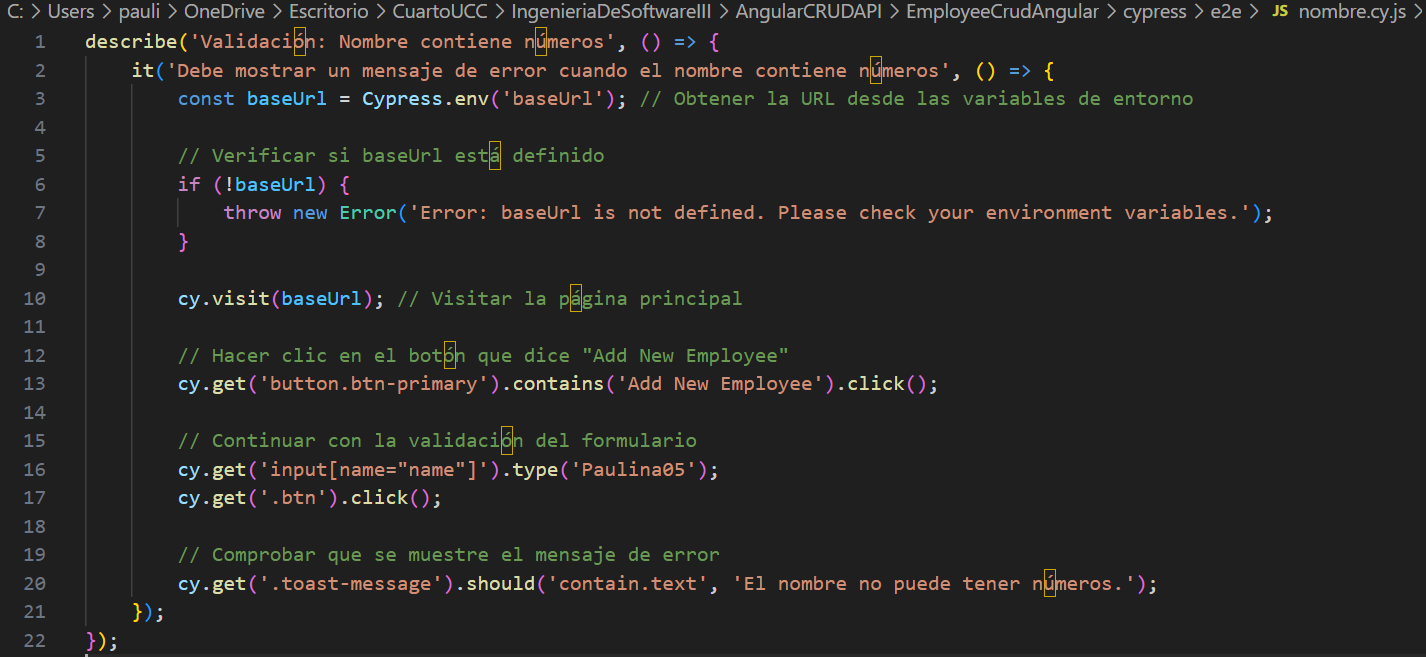 C: > Users > pauli > OneDrive > Escritorio > CuartoUCC > IngenieriaDeSoftwareIII > AngularCRUDAPI > EmployeeCrudAngular > cypress > e2e > JS nombre.cy.js >
1 describe('Validación: Nombre contiene números', () => {
2 it('Debe mostrar un mensaje de error cuando el nombre contiene números', () => {
3 const baseUrl = Cypress.env('baseUrl'); // Obtener la URL desde las variables de entorno
4
5 // Verificar si baseUrl está definido
6 if (!baseUrl) {
7 throw new Error('Error: baseUrl is not defined. Please check your environment variables.');
8 }
9
10 cy.visit(baseUrl); // Visitar la página principal
11
12 // Hacer clic en el botón que dice "Add New Employee"
13 cy.get('button.btn-primary').contains('Add New Employee').click();
14
15 // Continuar con la validación del formulario
16 cy.get('input[name="name"]').type('Paulina05');
17 cy.get('.btn').click();
18
19 // Comprobar que se muestre el mensaje de error
20 cy.get('.toast-message').should('contain.text', 'El nombre no puede tener números.');
21 });
22 });